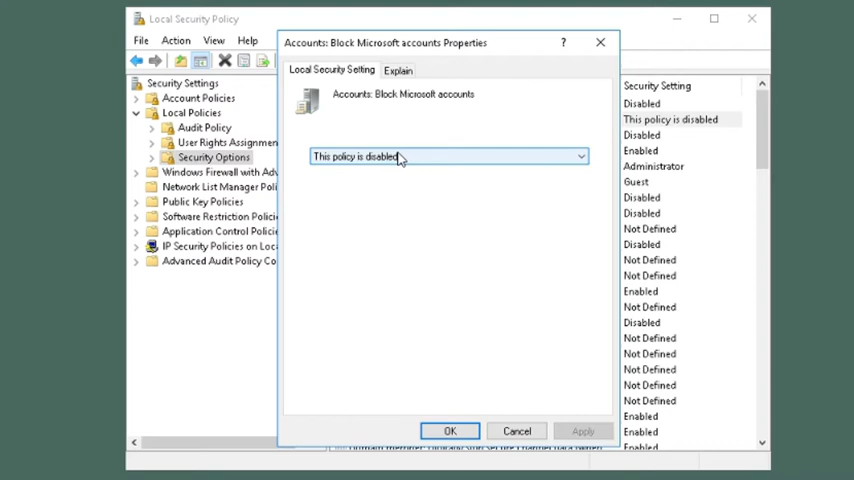 Local Security Policy
File Action View Help
Security Settings
Account Policies
Local Policies
Audit Policy
User Rights Assignmen
Security Options
Windows Firewall with Adv
Network List Manager Poli
Public Key Policies
Software Restriction Policie
Application Control Policie
IP Security Policies on Loca
Advanced Audit Policy Co
Accounts: Block Microsoft accounts Properties
?
Local Security Setting Explain
Accounts: Block Microsoft accounts
This policy is disabled
OK Cancel Apply
Security Setting
Disabled
This policy is disabled
Disabled
Enabled
Administrator
Guest
Disabled
Disabled
Not Defined
Disabled
Not Defined
Not Defined
Enabled
Not Defined
Disabled
Not Defined
Not Defined
Not Defined
Not Defined
Not Defined
Enabled
Enabled
Enabled